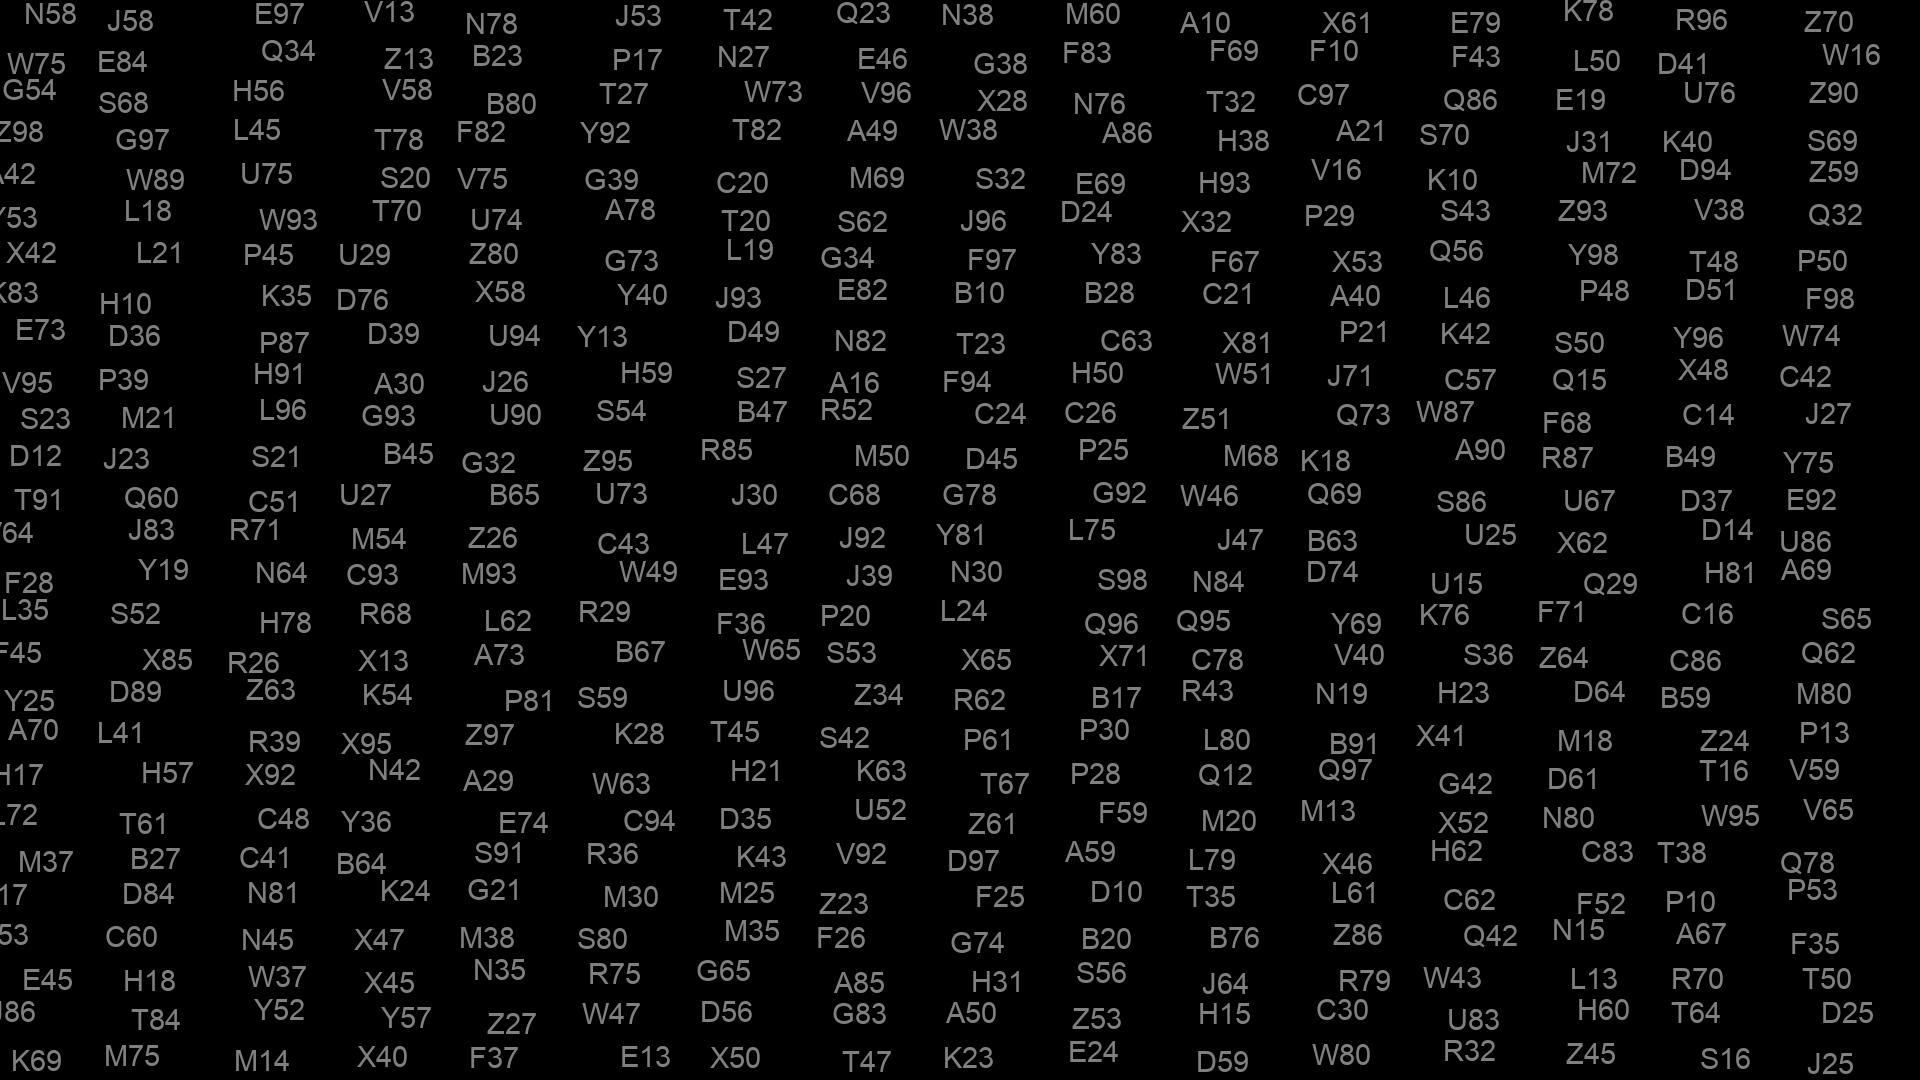 N58 J58 E97 V13 N78 J53 T42 Q23 N38 M60 A10 X61 E79 K78 R96 Z70
W75 E84 Q34 Z13 B23 P17 N27 E46 G38 F83 F69 F10 F43 L50 D41 W16
G54 S68 H56 V58 B80 T27 W73 V96 X28 N76 T32 C97 Q86 E19 U76 Z90
Z98 G97 L45 T78 F82 Y92 T82 A49 W38 A86 H38 A21 S70 J31 K40 S69
A42 W89 U75 S20 V75 G39 C20 M69 S32 E69 H93 V16 K10 M72 D94 Z59
Y53 L18 W93 T70 U74 A78 T20 S62 J96 D24 X32 P29 S43 Z93 V38 Q32
X42 L21 P45 U29 Z80 G73 L19 G34 F97 Y83 F67 X53 Q56 Y98 T48 P50
K83 H10 K35 D76 X58 Y40 J93 E82 B10 B28 C21 A40 L46 P48 D51 F98
E73 D36 P87 D39 U94 Y13 D49 N82 T23 C63 X81 P21 K42 S50 Y96 W74
V95 P39 H91 A30 J26 H59 S27 A16 F94 H50 W51 J71 C57 Q15 X48 C42
S23 M21 L96 G93 U90 S54 B47 R52 C24 C26 Z51 Q73 W87 F68 C14 J27
D12 J23 S21 B45 G32 Z95 R85 M50 D45 P25 M68 K18 A90 R87 B49 Y75
T91 Q60 C51 U27 B65 U73 J30 C68 G78 G92 W46 Q69 S86 U67 D37 E92
64 J83 R71 M54 Z26 C43 L47 J92 Y81 L75 J47 B63 U25 X62 D14 U86
F28 Y19 N64 C93 M93 W49 E93 J39 N30 S98 N84 D74 U15 Q29 H81 A69
L35 S52 H78 R68 L62 R29 F36 P20 L24 Q96 Q95 Y69 K76 F71 C16 S65
F45 X85 R26 X13 A73 B67 W65 S53 X65 X71 C78 V40 S36 Z64 C86 Q62
Y25 D89 Z63 K54 P81 S59 U96 Z34 R62 B17 R43 N19 H23 D64 B59 M80
A70 L41 R39 X95 Z97 K28 T45 S42 P61 P30 L80 B91 X41 M18 Z24 P13
H17 H57 X92 N42 A29 W63 H21 K63 T67 P28 Q12 Q97 G42 D61 T16 V59
L72 T61 C48 Y36 E74 C94 D35 U52 Z61 F59 M20 M13 X52 N80 W95 V65
M37 B27 C41 B64 S91 R36 K43 V92 D97 A59 L79 X46 H62 C83 T38 Q78
17 D84 N81 K24 G21 M30 M25 Z23 F25 D10 T35 L61 C62 F52 P10 P53
53 C60 N45 X47 M38 S80 M35 F26 G74 B20 B76 Z86 Q42 N15 A67 F35
E45 H18 W37 X45 N35 R75 G65 A85 H31 S56 J64 R79 W43 L13 R70 T50
86 T84 Y52 Y57 Z27 W47 D56 G83 A50 Z53 H15 C30 U83 H60 T64 D25
K69 M75 M14 X40 F37 E13 X50 T47 K23 E24 D59 W80 R32 Z45 S16 J25